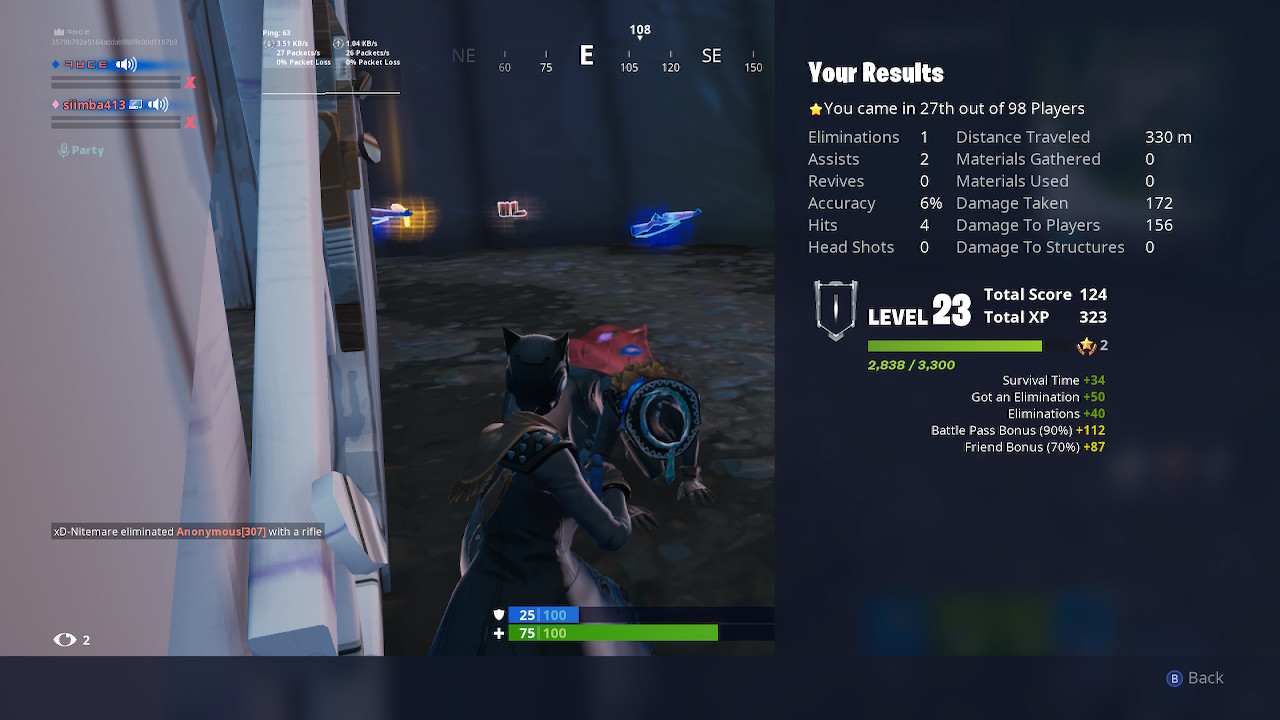 Ping: 63
3.51 KB/s 1.04 KB/s
27 Packets/s 26 Packets/s
0% Packet Loss 0% Packet Loss
108
NE 60 75 E 105 120 SE 150
siimba413
Party
xD-Nitemare eliminated Anonymous[307] with a rifle
2
25 100
75 100
Your Results
You came in 27th out of 98 Players
Eliminations 1 Distance Traveled 330 m
Assists 2 Materials Gathered 0
Revives 0 Materials Used 0
Accuracy 6% Damage Taken 172
Hits 4 Damage To Players 156
Head Shots 0 Damage To Structures 0
LEVEL 23
Total Score 124
Total XP 323
2
2,838 / 3,300
Survival Time +34
Got an Elimination +50
Eliminations +40
Battle Pass Bonus (90%) +112
Friend Bonus (70%) +87
B Back